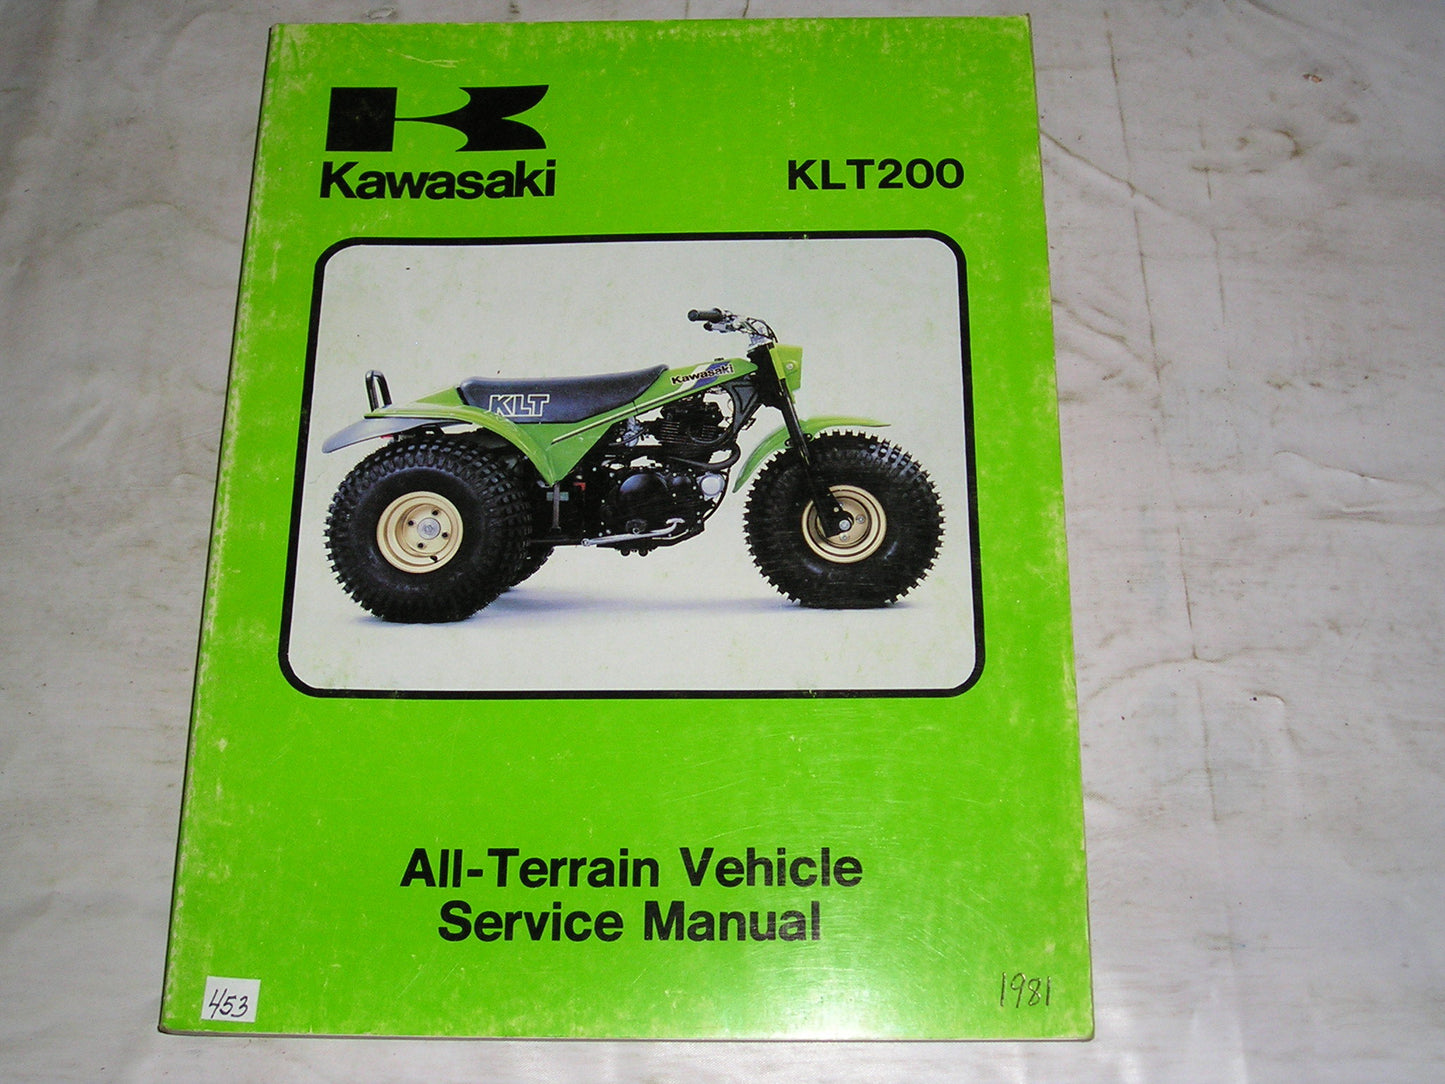 Kawasaki
KLT200
Kawasaki
KLT
All-Terrain Vehicle
Service Manual
453
1981